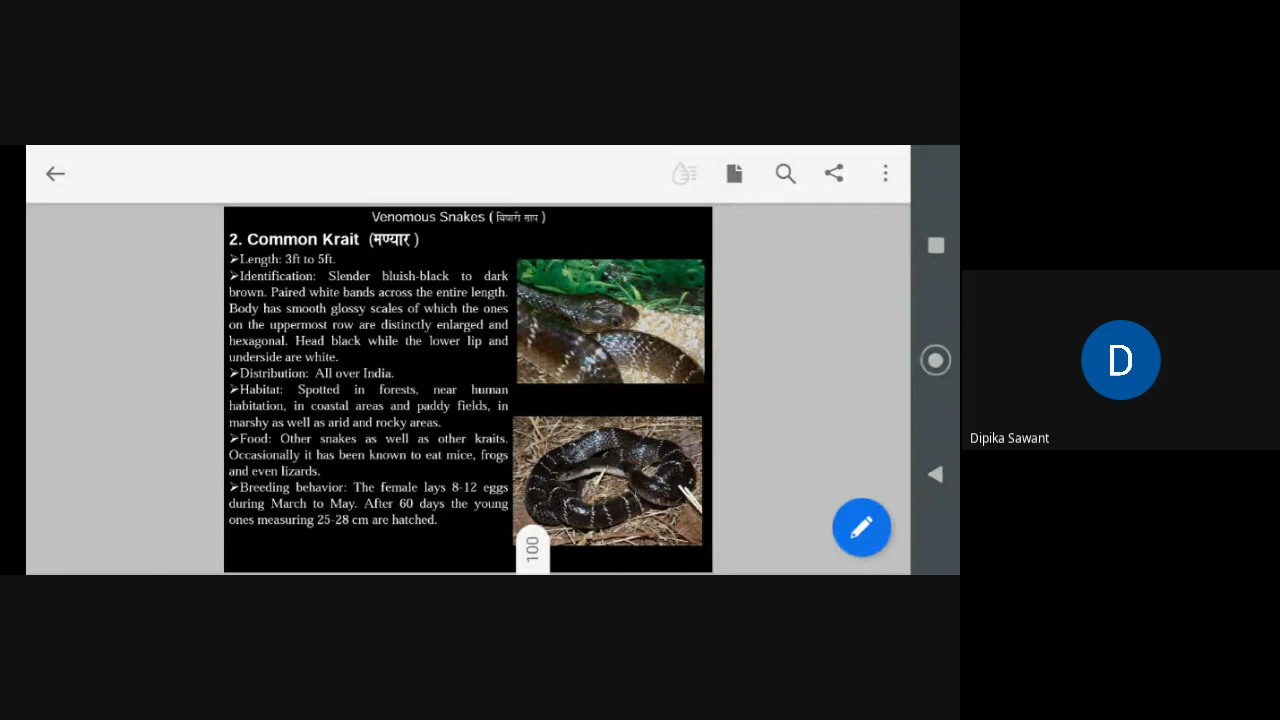 Venomous Snakes ( विषारी साप )
2. Common Krait (मण्यार )
➢Length: 3ft to 5ft.
➢Identification: Slender bluish-black to dark
brown. Paired white bands across the entire length.
Body has smooth glossy scales of which the ones
on the uppermost row are distinctly enlarged and
hexagonal. Head black while the lower lip and
underside are white.
➢Distribution: All over India.
➢Habitat: Spotted in forests, near human
habitation, in coastal areas and paddy fields, in
marshy as well as arid and rocky areas.
➢Food: Other snakes as well as other kraits.
Occasionally it has been known to eat mice, frogs
and even lizards.
➢Breeding behavior: The female lays 8-12 eggs
during March to May. After 60 days the young
ones measuring 25-28 cm are hatched.
100
D
Dipika Sawant